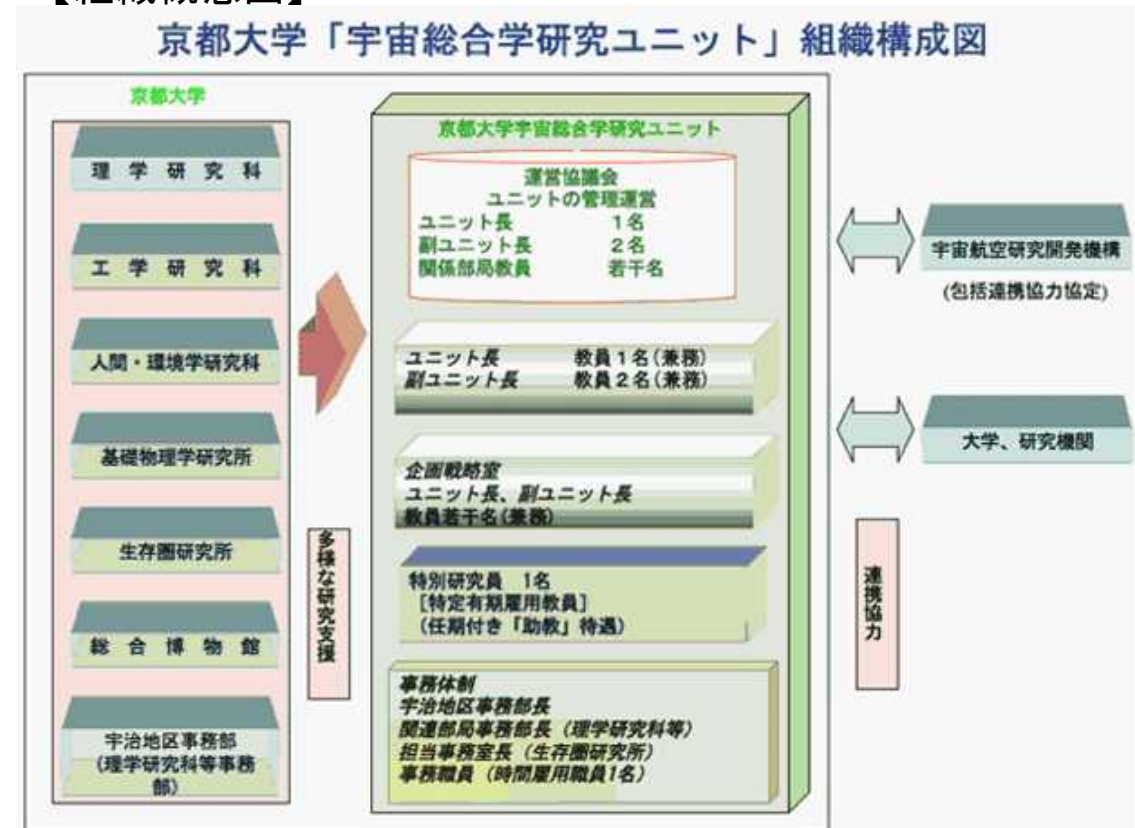 【組織概念図】
京都大学「宇宙総合学研究ユニット」組織構成図
京都大学
理学研究科
工学研究科
人間・環境学研究科
基礎物理学研究所
生存圏研究所
総合博物館
宇治地区事務部
(理学研究科等事務
部)
多様な研究支援
京都大学宇宙総合学研究ユニット
運営協議会
ユニットの管理運営
ユニット長 1名
副ユニット長 2名
関係部局教員 若干名
ユニット長 教員1名(兼務)
副ユニット長 教員2名(兼務)
企画戦略室
ユニット長、副ユニット長
教員若干名(兼務)
特別研究員 1名
[特定有期雇用教員]
(任期付き「助教」待遇)
事務体制
宇治地区事務部長
関連部局事務部長(理学研究科等)
担当事務室長(生存圏研究所)
事務職員(時間雇用職員1名)
宇宙航空研究開発機構
(包括連携協力協定)
大学、研究機関
連携協力